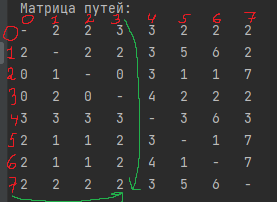 Матрица путей:
0 1 2 3 4 5 6 7
0 - 2 2 3 3 2 2 2
1 2 - 2 2 3 5 6 2
2 0 1 - 0 3 1 1 7
3 0 2 0 - 4 2 2 2
4 3 3 3 3 - 3 6 3
5 2 1 1 2 3 - 1 7
6 2 1 1 2 4 1 - 7
7 2 2 2 2 3 5 6 -